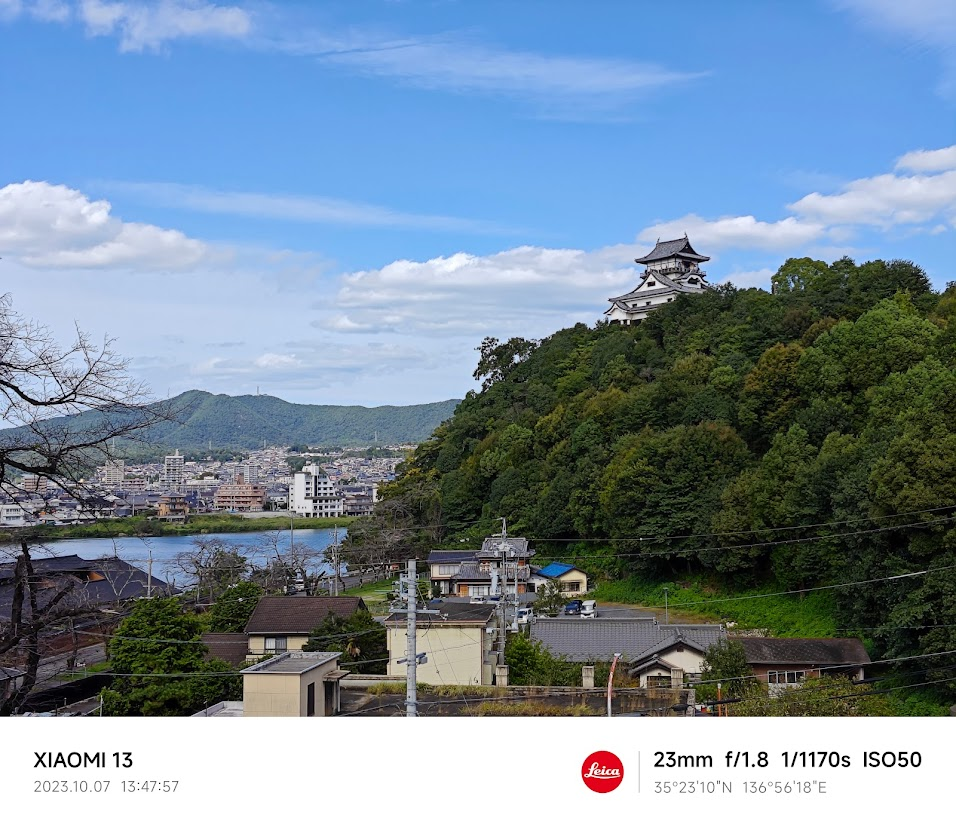 XIAOMI 13
2023.10.07 13:47:57
Leica
23mm f/1.8 1/1170s ISO50
35°23'10"N 136°56'18"E